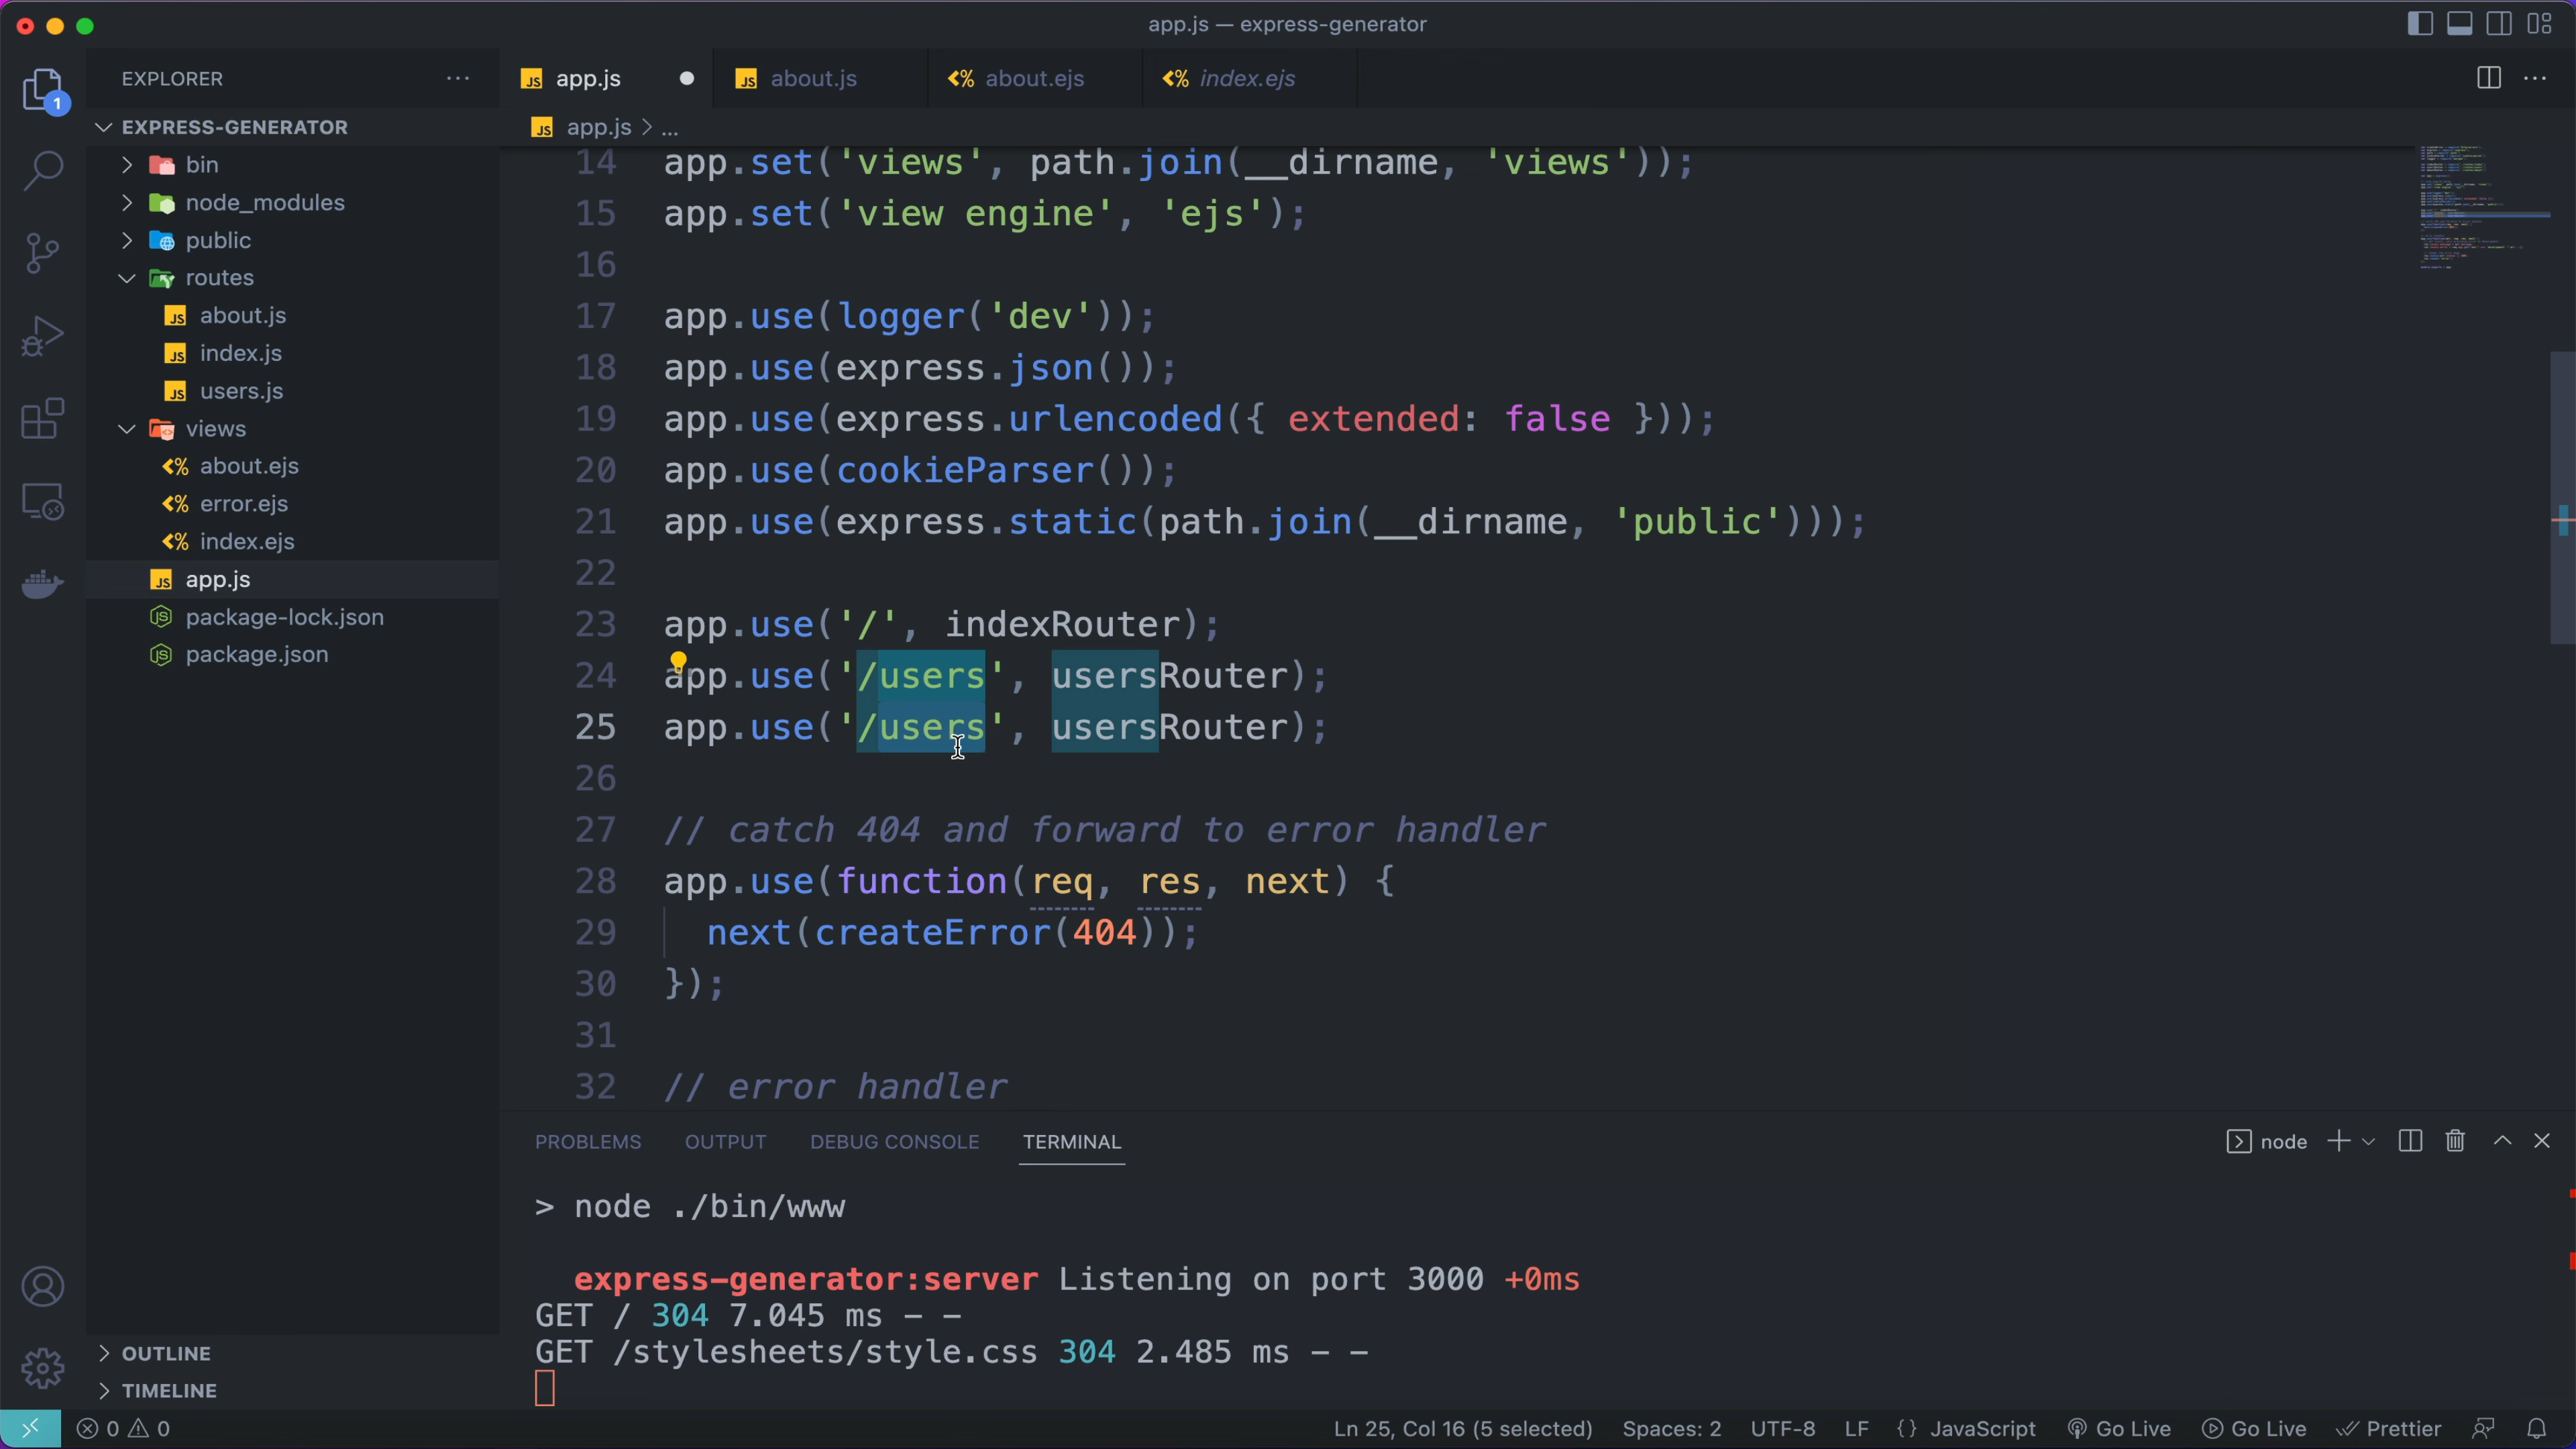 app.js — express-generator
EXPLORER
1
EXPRESS-GENERATOR
bin
node_modules
public
routes
about.js
index.js
users.js
views
about.ejs
error.ejs
index.ejs
app.js
package-lock.json
package.json
OUTLINE
TIMELINE
app.js
about.js
about.ejs
index.ejs
app.js > ...
14 app.set('views', path.join(__dirname, 'views'));
15 app.set('view engine', 'ejs');
16
17 app.use(logger('dev'));
18 app.use(express.json());
19 app.use(express.urlencoded({ extended: false }));
20 app.use(cookieParser());
21 app.use(express.static(path.join(__dirname, 'public')));
22
23 app.use('/', indexRouter);
24 app.use('/users', usersRouter);
25 app.use('/users', usersRouter);
26
27 // catch 404 and forward to error handler
28 app.use(function(req, res, next) {
29 next(createError(404));
30 });
31
32 // error handler
PROBLEMS OUTPUT DEBUG CONSOLE TERMINAL
node
> node ./bin/www
express-generator:server Listening on port 3000 +0ms
GET / 304 7.045 ms - -
GET /stylesheets/style.css 304 2.485 ms - -
0 0
Ln 25, Col 16 (5 selected) Spaces: 2 UTF-8 LF {} JavaScript Go Live Go Live Prettier